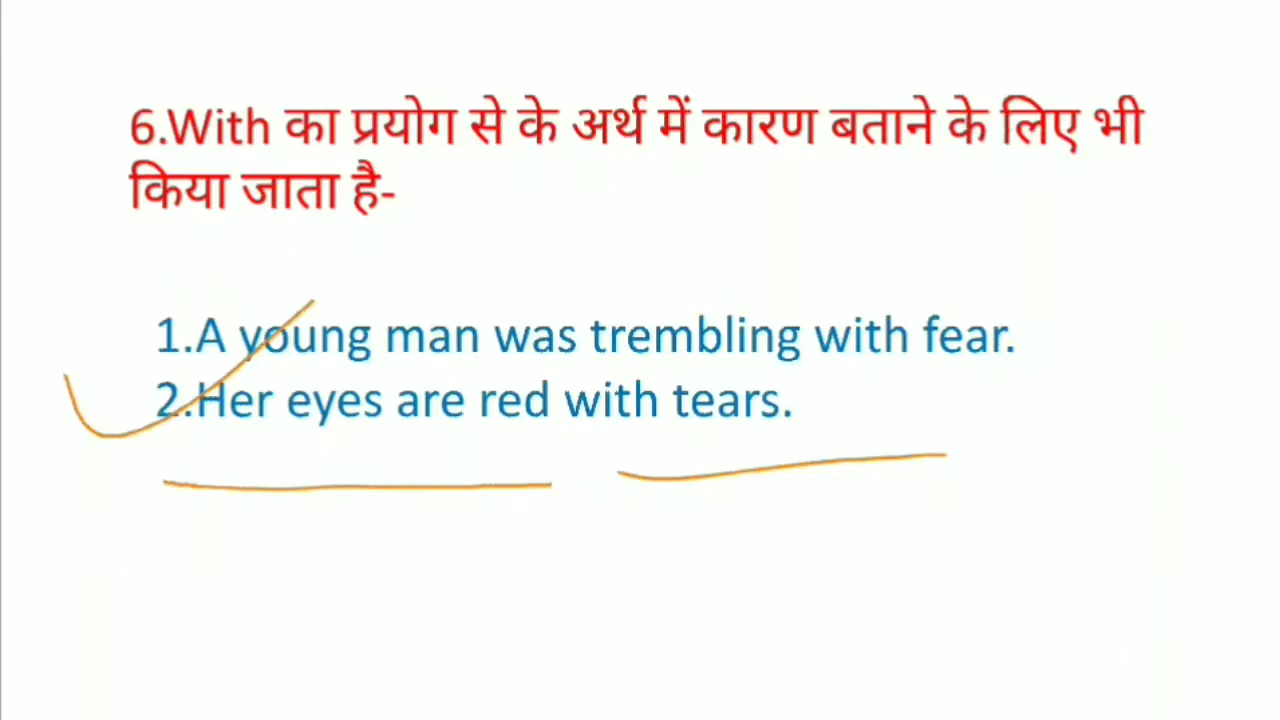 6.With का प्रयोग से के अर्थ में कारण बताने के लिए भी
किया जाता है-
1.A young man was trembling with fear.
2.Her eyes are red with tears.